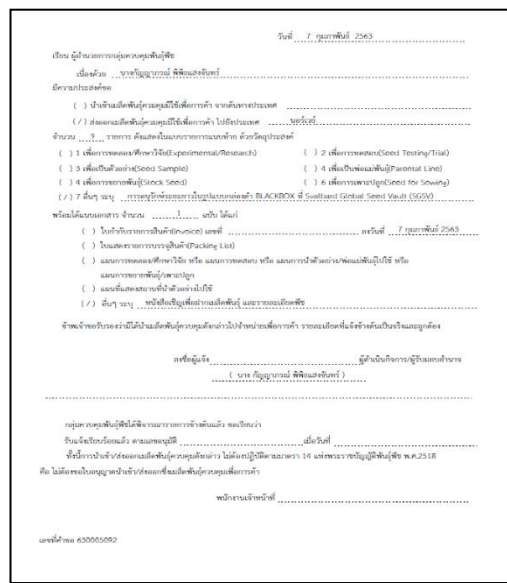 วันที่ 7 กุมภาพันธ์ 2563
เรียน ผู้อำนวยการกลุ่มควบคุมพันธุ์พืช
เนื่องด้วย นางกัญญาภรณ์ พิพิธแสงจันทร์
มีความประสงค์ขอ
( ) นำเข้าเมล็ดพันธุ์ควบคุมมิใช่เพื่อการค้า จากต้นทางประเทศ
(/) ส่งออกเมล็ดพันธุ์ควบคุมมิใช่เพื่อการค้า ไปยังประเทศ นอร์เวย์
จำนวน 9 รายการ ดังแสดงในแบบรายการแนบท้าย ด้วยวัตถุประสงค์
( ) 1 เพื่อการทดลอง/ศึกษาวิจัย(Experimental/Research) ( ) 2 เพื่อการทดสอบ(Seed Testing/Trial)
( ) 3 เพื่อเป็นตัวอย่าง(Seed Sample) ( ) 4 เพื่อเป็นพ่อแม่พันธุ์(Parental Line)
( ) 4 เพื่อการขยายพันธุ์(Stock Seed) ( ) 6 เพื่อการเพาะปลูก(Seed for Sowing)
(/) 7 อื่นๆ ระบุ การอนุรักษ์ระยะยาวในรูปแบบกล่องดำ BLACKBOX ที่ Svalbard Global Seed Vault (SGSV)
พร้อมได้แนบเอกสาร จำนวน 1 ฉบับ ได้แก่
( ) ใบกำกับรายการสินค้า(Invoice) เลขที่ ลงวันที่ 7 กุมภาพันธ์ 2563
( ) ใบแสดงรายการบรรจุสินค้า(Packing List)
( ) แผนการทดลอง/ศึกษาวิจัย หรือ แผนการทดสอบ หรือ แผนการนำตัวอย่าง/พ่อแม่พันธุ์ไปใช้ หรือ
แผนการขยายพันธุ์/เพาะปลูก
( ) แผนที่แสดงสถานที่นำตัวอย่างไปใช้
(/) อื่นๆ ระบุ หนังสือเชิญเพื่อฝากเมล็ดพันธุ์ และรายละเอียดพืช
ข้าพเจ้าขอรับรองว่ามิได้นำเมล็ดพันธุ์ควบคุมดังกล่าวไปจำหน่ายเพื่อการค้า รายละเอียดที่แจ้งข้างต้นเป็นจริงและถูกต้อง
ลงชื่อผู้แจ้ง ผู้ดำเนินกิจการ/ผู้รับมอบอำนาจ
( นาง กัญญาภรณ์ พิพิธแสงจันทร์ )
กลุ่มควบคุมพันธุ์พืชได้พิจารณารายการข้างต้นแล้ว ขอเรียนว่า
รับแจ้งเรียบร้อยแล้ว ตามเลขอนุมัติ เมื่อวันที่
ทั้งนี้การนำเข้า/ส่งออกเมล็ดพันธุ์ควบคุมดังกล่าว ไม่ต้องปฏิบัติตามมาตรา 14 แห่งพระราชบัญญัติพันธุ์พืช พ.ศ.2518
คือ ไม่ต้องขอใบอนุญาตนำเข้า/ส่งออกซึ่งเมล็ดพันธุ์ควบคุมเพื่อการค้า
พนักงานเจ้าหน้าที่
เลขที่คำขอ 630005092